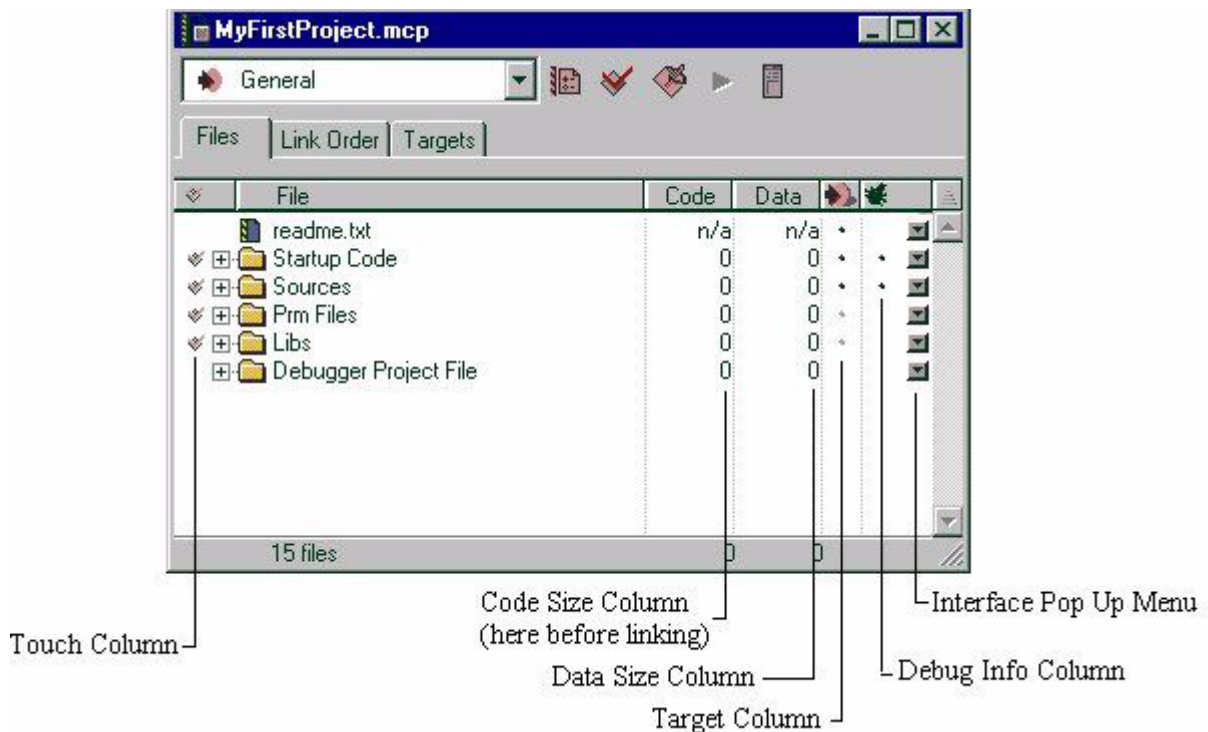 MyFirstProject.mcp
General
Files Link Order Targets
File Code Data
readme.txt n/a n/a
Startup Code 0 0
Sources 0 0
Prm Files 0 0
Libs 0 0
Debugger Project File 0 0
15 files 0 0
Code Size Column
(here before linking)
Interface Pop Up Menu
Touch Column
Data Size Column
Debug Info Column
Target Column